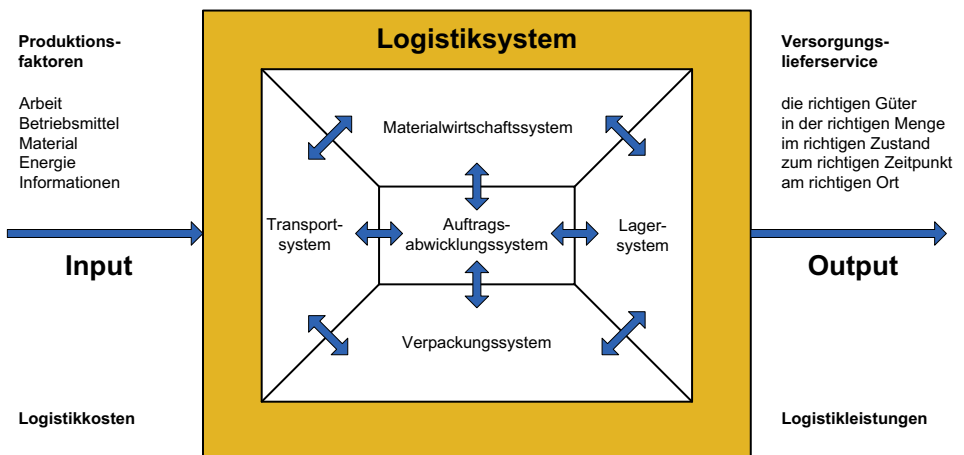 Produktions-
faktoren
Arbeit
Betriebsmittel
Material
Energie
Informationen
Input
Logistikkosten
Logistiksystem
Materialwirtschaftssystem
Transport-
system
Auftrags-
abwicklungssystem
Lager-
system
Verpackungssystem
Versorgungs-
lieferservice
die richtigen Güter
in der richtigen Menge
im richtigen Zustand
zum richtigen Zeitpunkt
am richtigen Ort
Output
Logistikleistungen